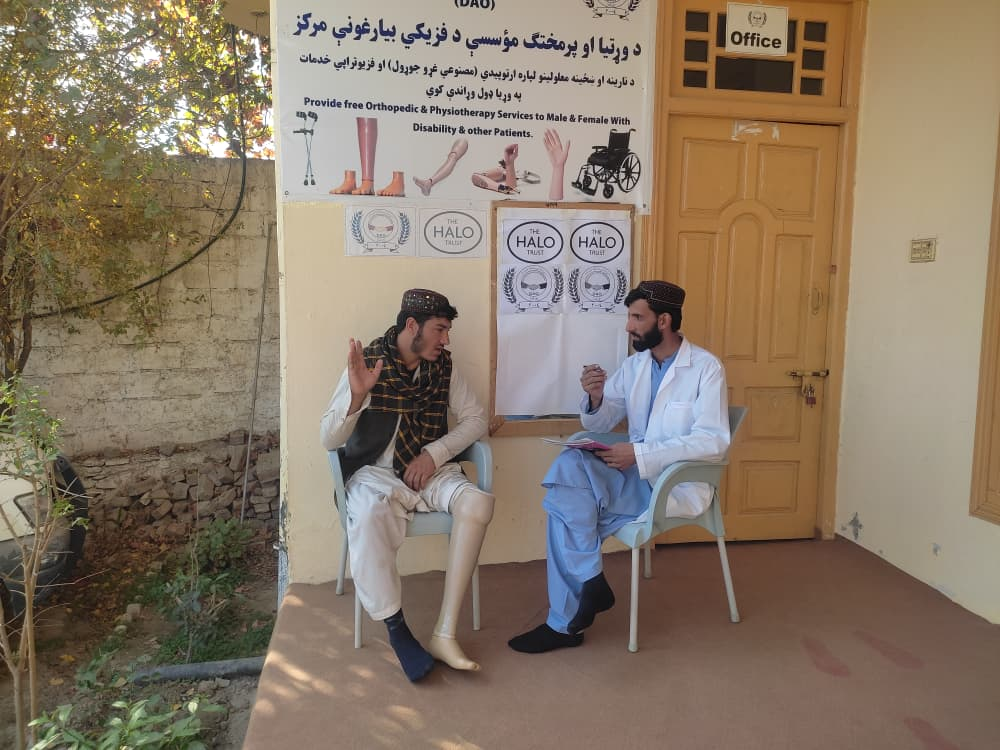 (DAO)
د ورتیا او پرمختګ مؤسسې د فزیکي بیارغونې مرکز
د نارینه او ښځینه معلولینو لپاره ارتوپیدي (مصنوعي غړو جوړول) او فزیوتراپي خدمات
په وړیا ډول وړاندې کوي
Provide free Orthopedic & Physiotherapy Services to Male & Female With
Disability & other Patients.
Office
THE
HALO
TRUST
THE
HALO
TRUST
THE
HALO
TRUST